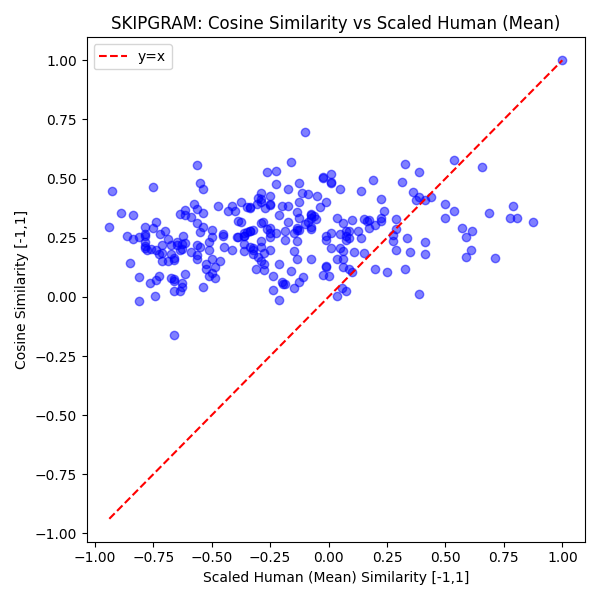 SKIPGRAM: Cosine Similarity vs Scaled Human (Mean)
y=x
1.00
0.75
0.50
0.25
0.00
−0.25
−0.50
−0.75
−1.00
Cosine Similarity [-1,1]
−1.00 −0.75 −0.50 −0.25 0.00 0.25 0.50 0.75 1.00
Scaled Human (Mean) Similarity [-1,1]